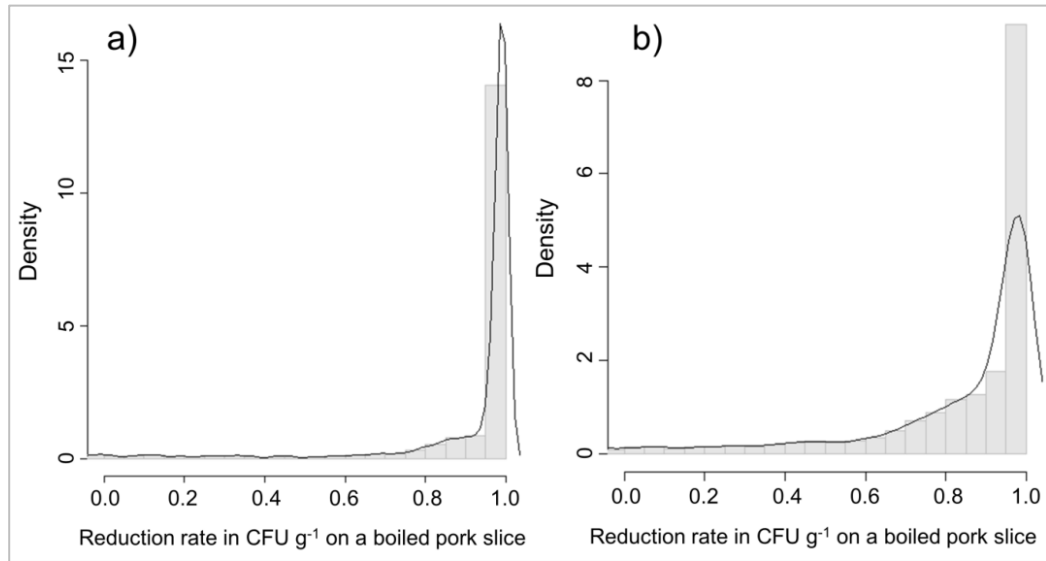 a)
Density
0
5
10
15
0.0 0.2 0.4 0.6 0.8 1.0
Reduction rate in CFU g⁻¹ on a boiled pork slice
b)
Density
0
2
4
6
8
0.0 0.2 0.4 0.6 0.8 1.0
Reduction rate in CFU g⁻¹ on a boiled pork slice